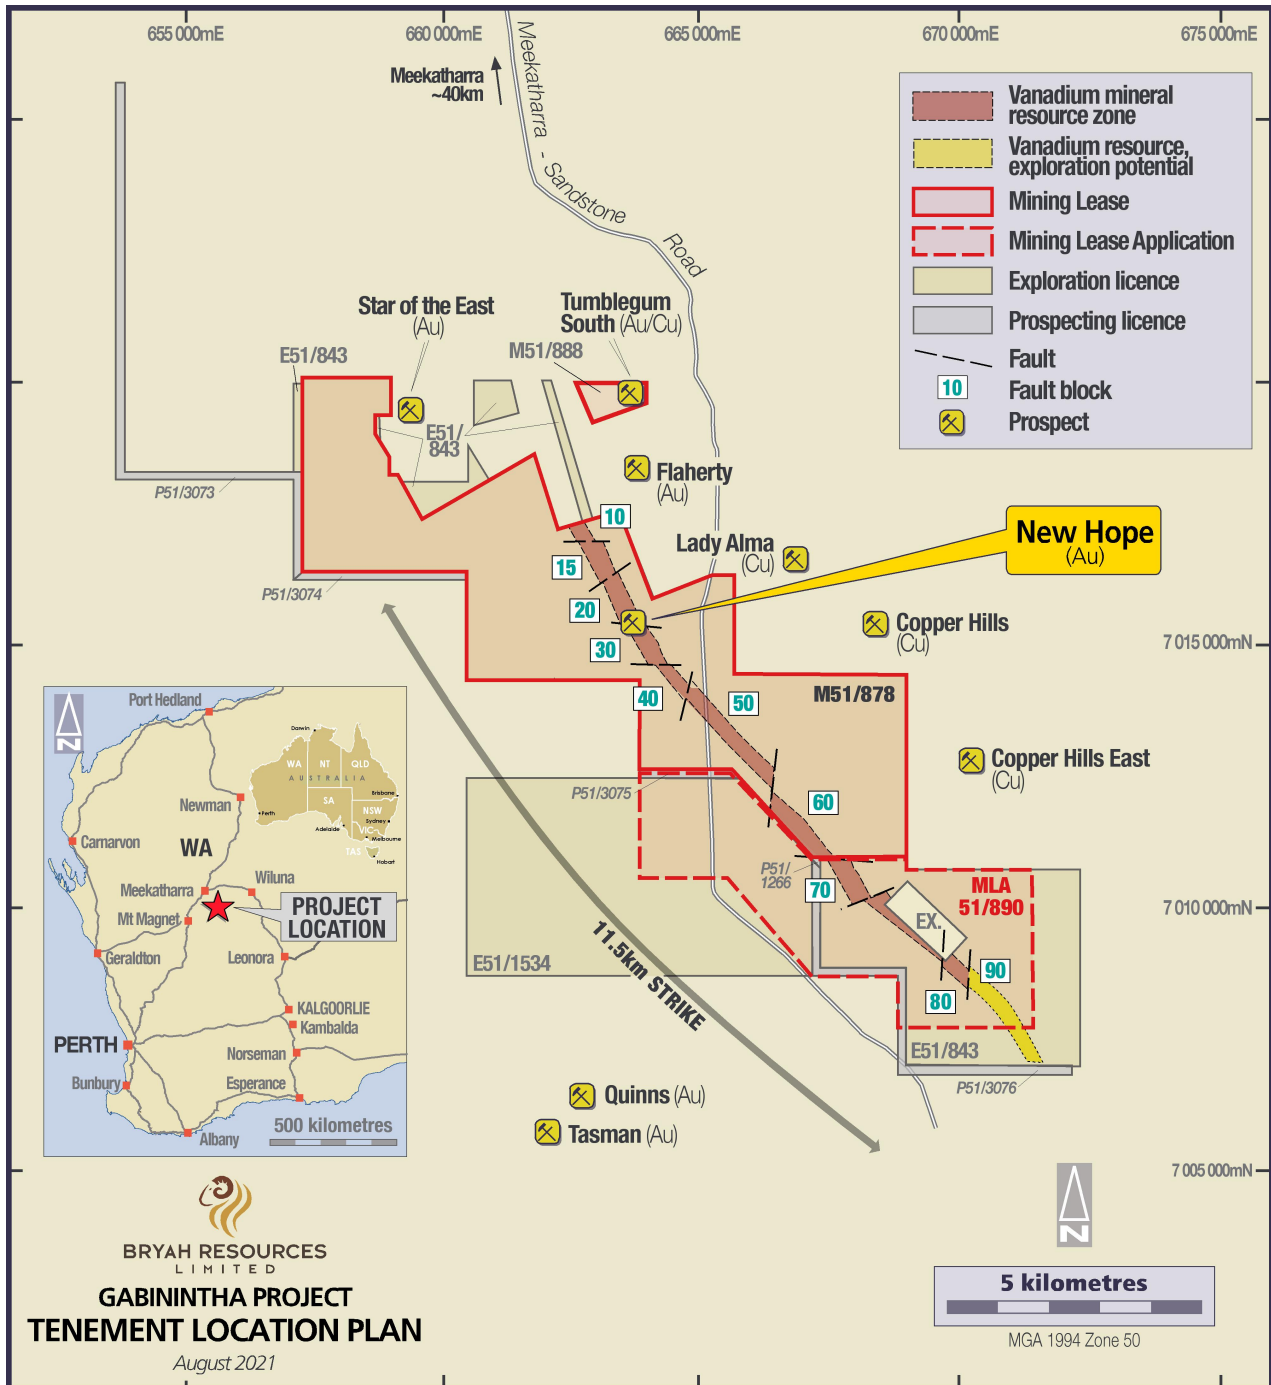 655 000mE
660 000mE
665 000mE
670 000mE
675 000mE
Meekatharra
~40km
Meekatharra - Sandstone Road
Vanadium mineral
resource zone
Vanadium resource,
exploration potential
Mining Lease
Mining Lease Application
Exploration licence
Prospecting licence
Fault
10
Fault block
Prospect
Star of the East
(Au)
Tumblegum
South (Au/Cu)
E51/843
M51/888
E51/
843
Flaherty
(Au)
P51/3073
10
Lady Alma
(Cu)
New Hope
(Au)
15
P51/3074
20
Copper Hills
(Cu)
30
7 015 000mN
40
50
M51/878
Copper Hills East
(Cu)
P51/3075
60
P51/
1266
70
MLA
51/890
EX.
7 010 000mN
E51/1534
90
80
11.5km STRIKE
E51/843
P51/3076
Quinns (Au)
Tasman (Au)
7 005 000mN
N
Port Hedland
Darwin
WA
NT
QLD
AUSTRALIA
SA
Brisbane
NSW
Perth
Sydney
Adelaide
VIC
Melbourne
TAS
Hobart
Newman
Carnarvon
WA
Meekatharra
Wiluna
PROJECT
LOCATION
Mt Magnet
Geraldton
Leonora
KALGOORLIE
Kambalda
PERTH
Norseman
Bunbury
Esperance
500 kilometres
Albany
N
BRYAH RESOURCES
LIMITED
GABININTHA PROJECT
TENEMENT LOCATION PLAN
August 2021
5 kilometres
MGA 1994 Zone 50